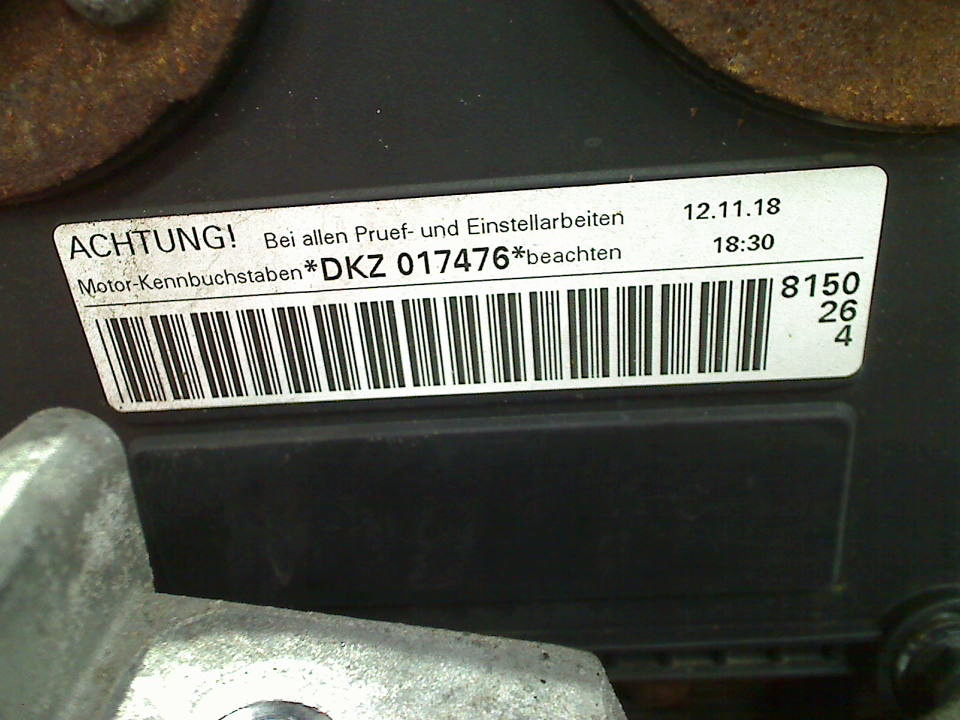 ACHTUNG! Bei allen Pruef- und Einstellarbeiten 12.11.18
Motor-Kennbuchstaben *DKZ 017476* beachten 18:30
8150
26
4